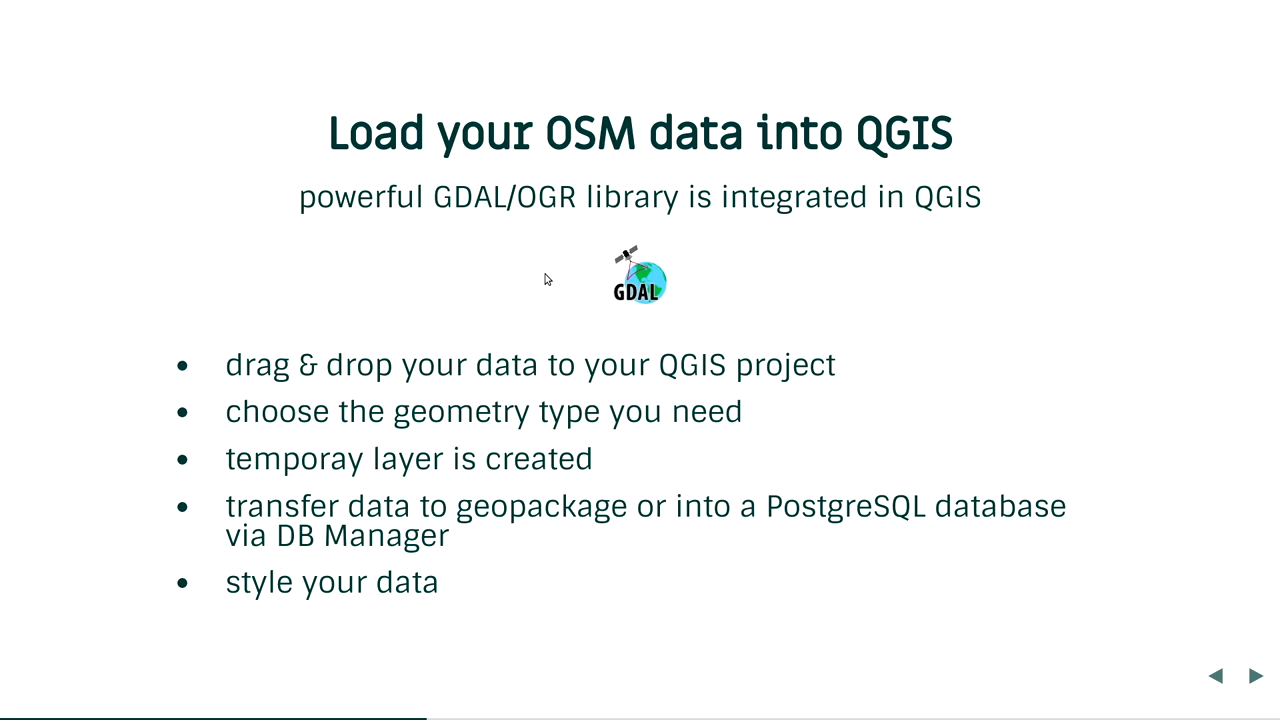 Load your OSM data into QGIS
powerful GDAL/OGR library is integrated in QGIS
GDAL
• drag & drop your data to your QGIS project
• choose the geometry type you need
• temporay layer is created
• transfer data to geopackage or into a PostgreSQL database
via DB Manager
• style your data